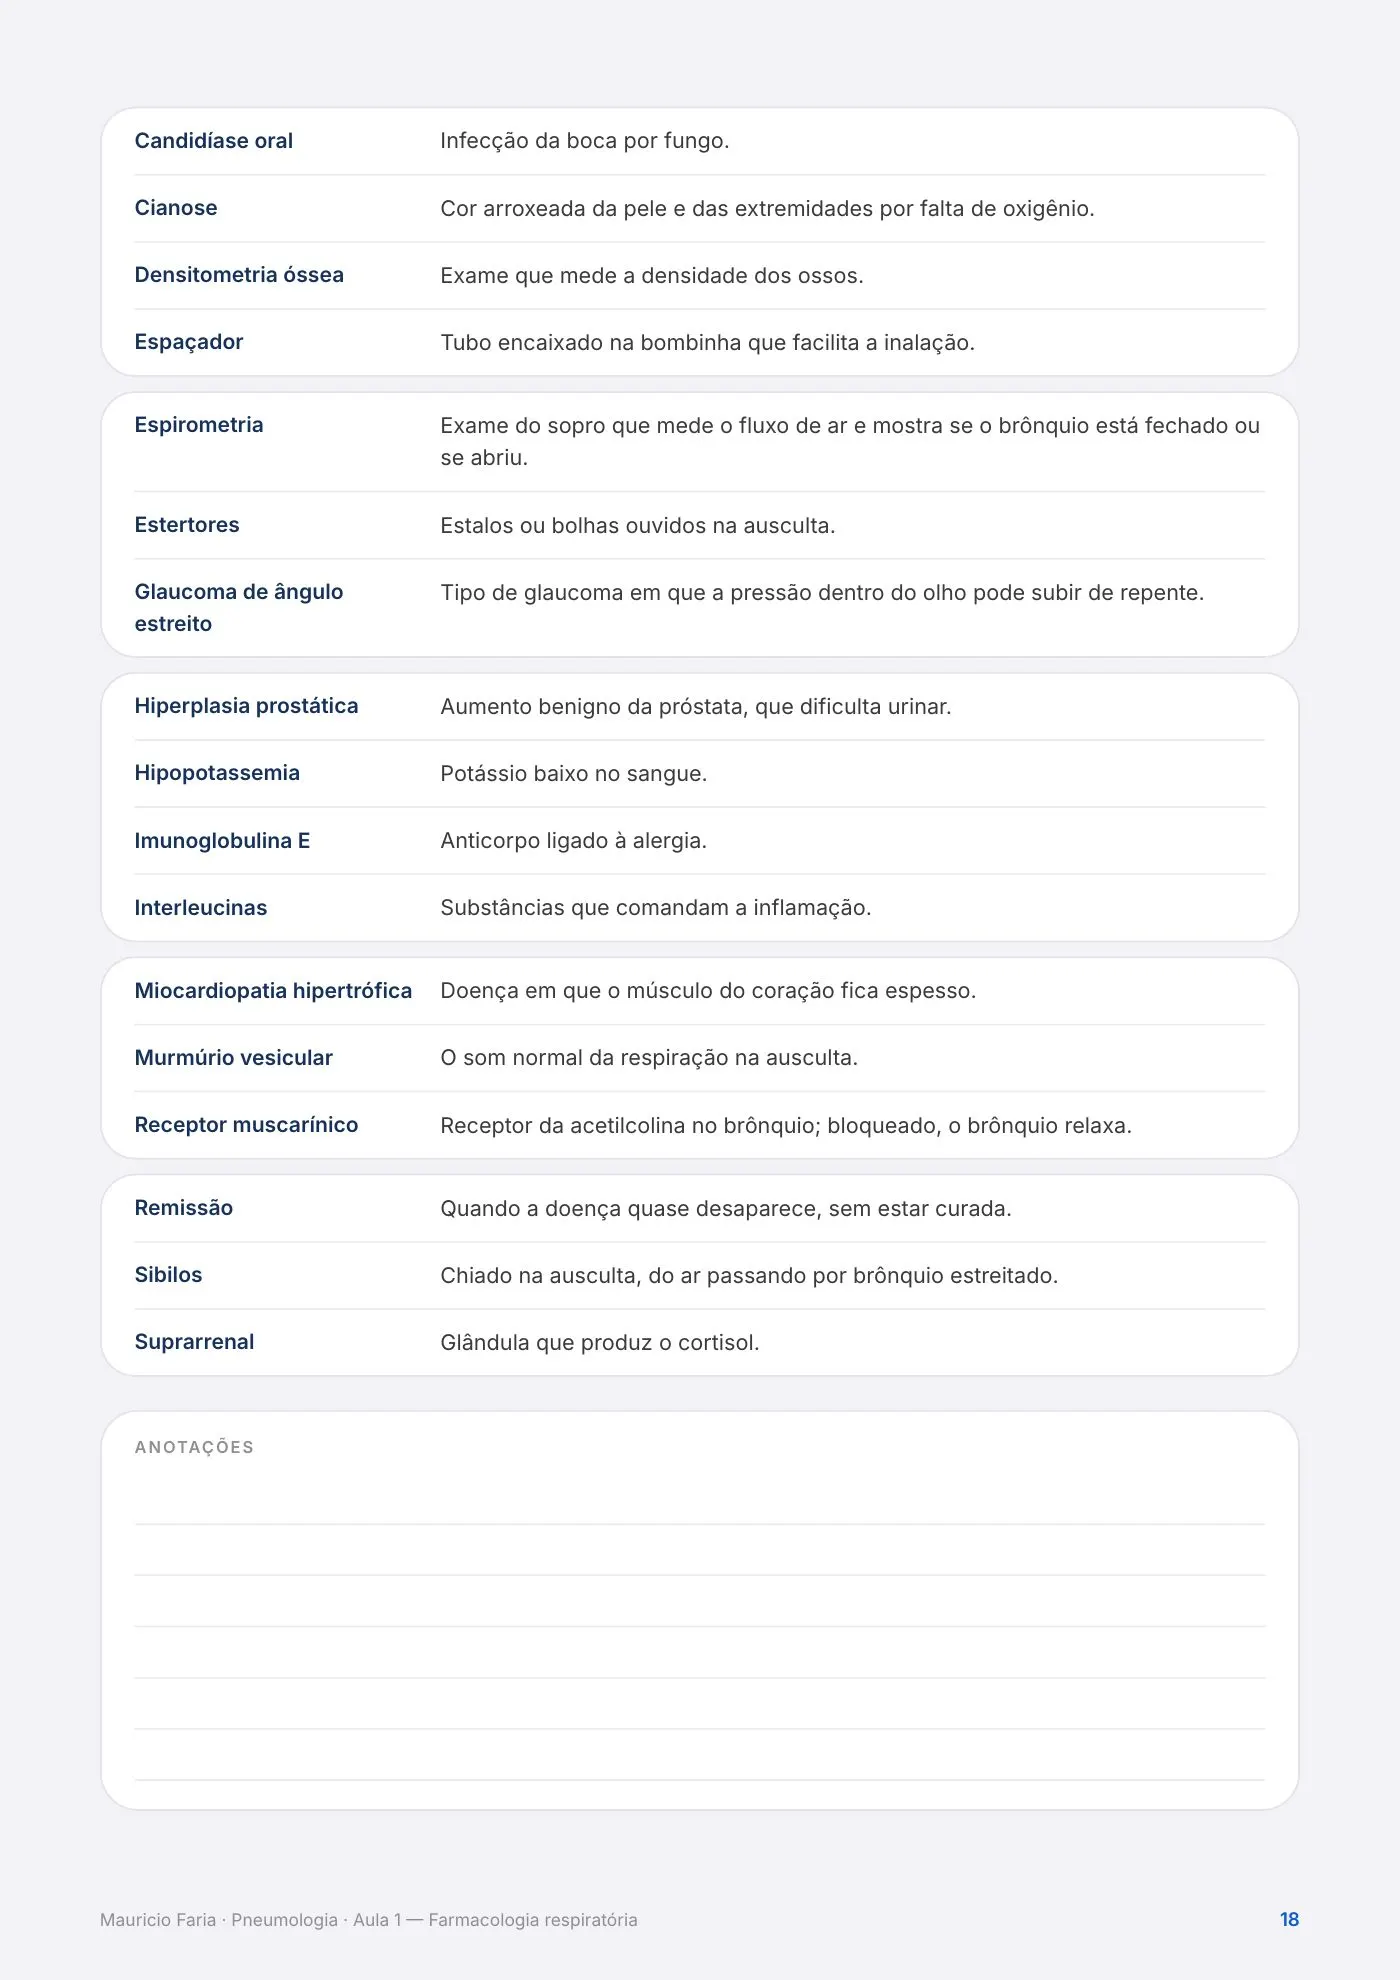 Candidíase oral
Infecção da boca por fungo.
Cianose
Cor arroxeada da pele e das extremidades por falta de oxigênio.
Densitometria óssea
Exame que mede a densidade dos ossos.
Espaçador
Tubo encaixado na bombinha que facilita a inalação.
Espirometria
Exame do sopro que mede o fluxo de ar e mostra se o brônquio está fechado ou
se abriu.
Estertores
Estalos ou bolhas ouvidos na ausculta.
Glaucoma de ângulo
estreito
Tipo de glaucoma em que a pressão dentro do olho pode subir de repente.
Hiperplasia prostática
Aumento benigno da próstata, que dificulta urinar.
Hipopotassemia
Potássio baixo no sangue.
Imunoglobulina E
Anticorpo ligado à alergia.
Interleucinas
Substâncias que comandam a inflamação.
Miocardiopatia hipertrófica
Doença em que o músculo do coração fica espesso.
Murmúrio vesicular
O som normal da respiração na ausculta.
Receptor muscarínico
Receptor da acetilcolina no brônquio; bloqueado, o brônquio relaxa.
Remissão
Quando a doença quase desaparece, sem estar curada.
Sibilos
Chiado na ausculta, do ar passando por brônquio estreitado.
Suprarrenal
Glândula que produz o cortisol.
ANOTAÇÕES
Mauricio Faria · Pneumologia · Aula 1 — Farmacologia respiratória
18